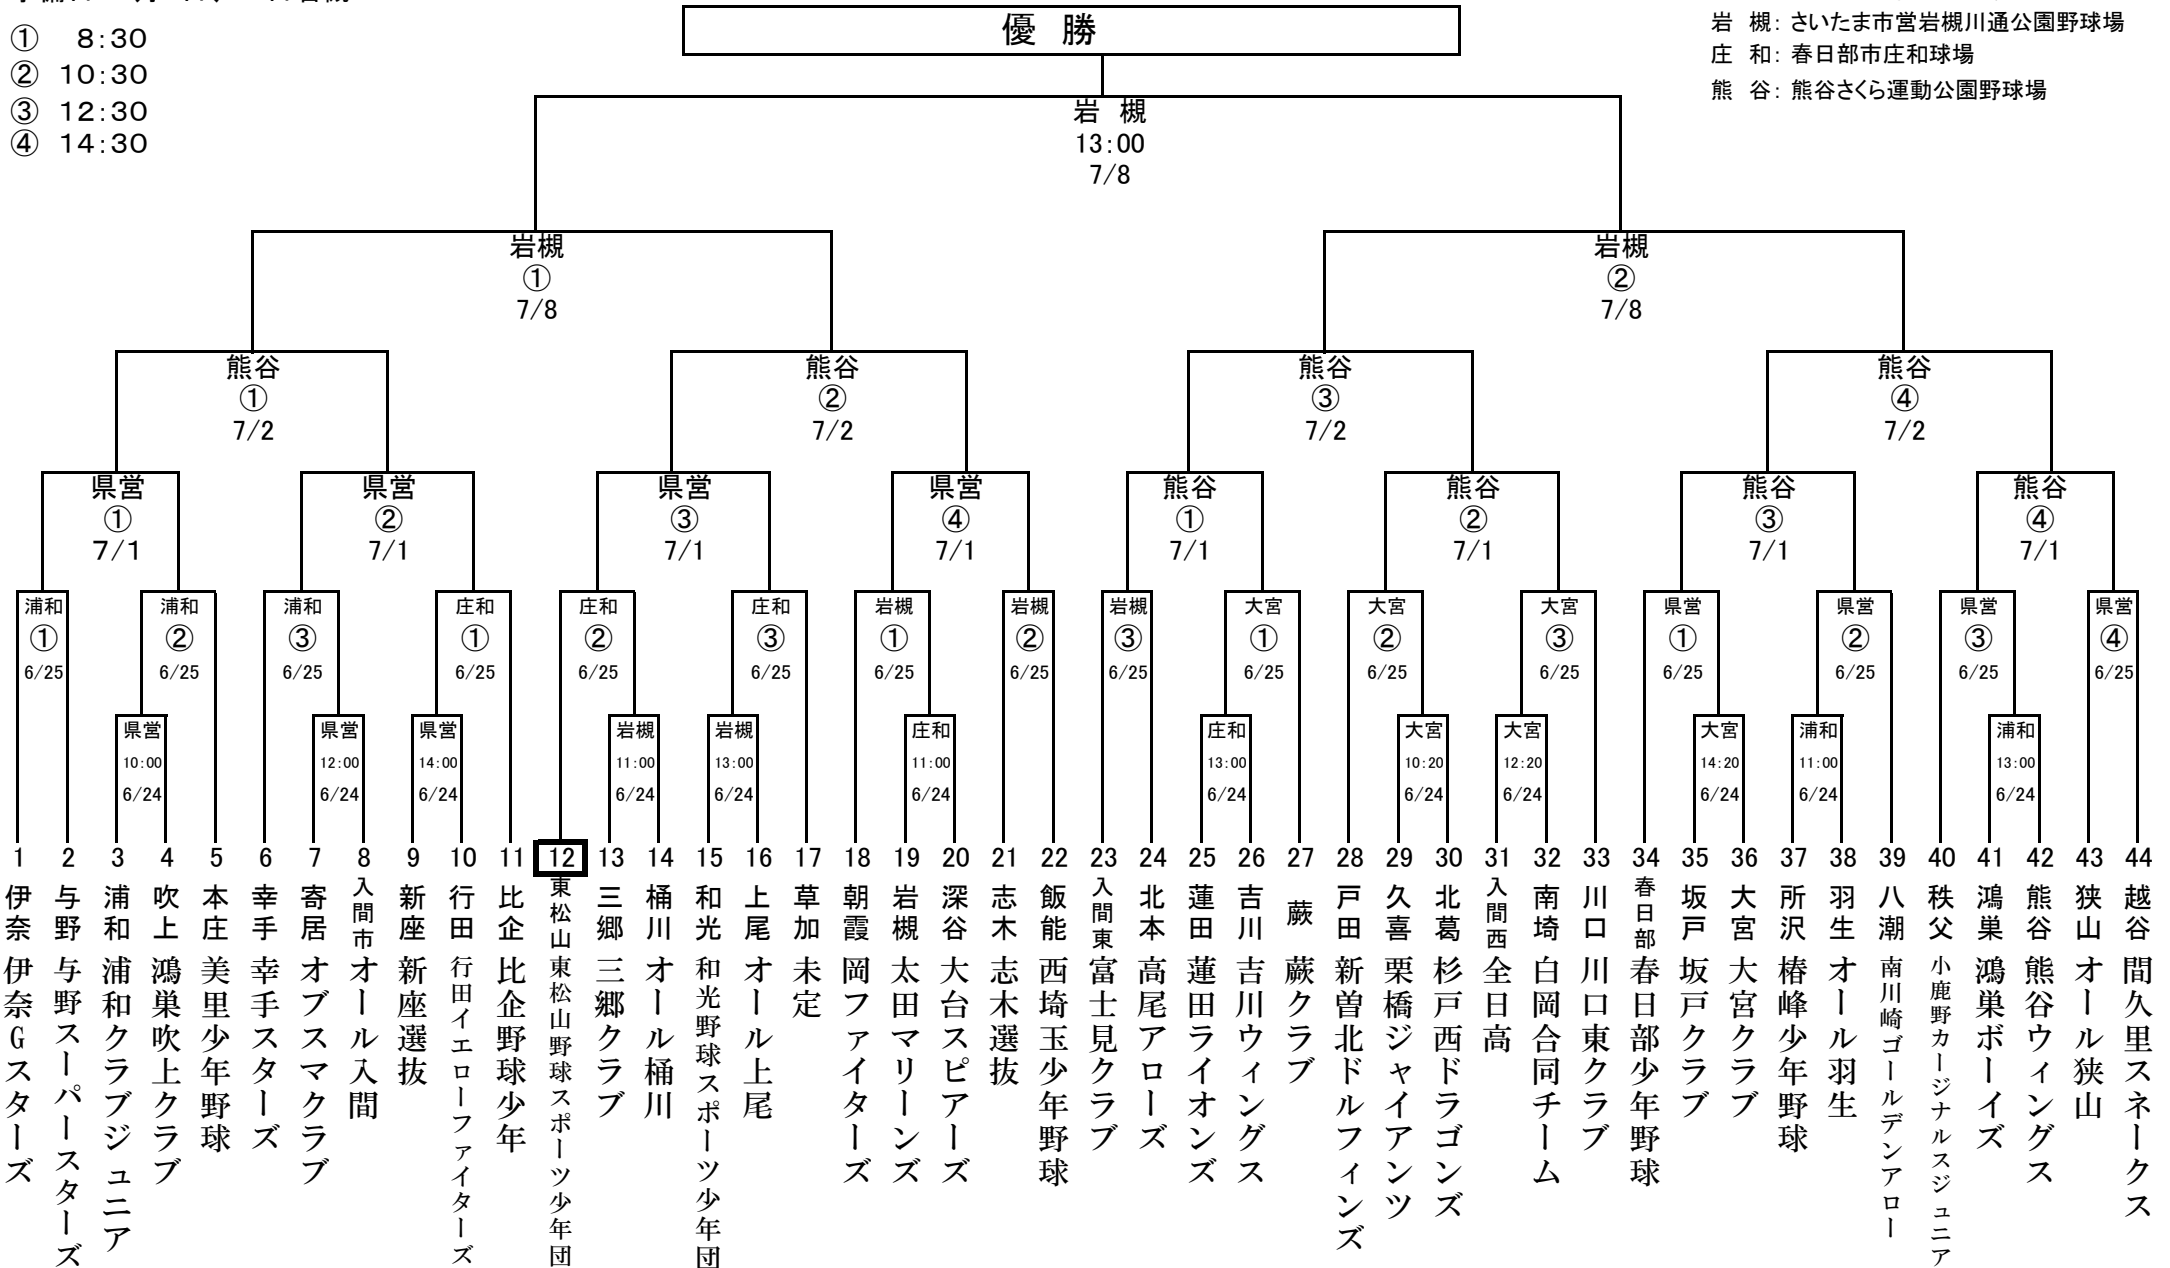 ① 8:30
② 10:30
③ 12:30
④ 14:30
優 勝
岩 槻: さいたま市営岩槻川通公園野球場
庄 和: 春日部市庄和球場
熊 谷: 熊谷さくら運動公園野球場
岩 槻
13:00
7/8
岩槻
①
7/8
岩槻
②
7/8
熊谷
①
7/2
熊谷
②
7/2
熊谷
③
7/2
熊谷
④
7/2
県営
①
7/1
県営
②
7/1
県営
③
7/1
県営
④
7/1
熊谷
①
7/1
熊谷
②
7/1
熊谷
③
7/1
熊谷
④
7/1
浦和
①
6/25
浦和
②
6/25
浦和
③
6/25
庄和
①
6/25
庄和
②
6/25
庄和
③
6/25
岩槻
①
6/25
岩槻
②
6/25
岩槻
③
6/25
大宮
①
6/25
大宮
②
6/25
大宮
③
6/25
県営
①
6/25
県営
②
6/25
県営
③
6/25
県営
④
6/25
県営
10:00
6/24
県営
12:00
6/24
県営
14:00
6/24
岩槻
11:00
6/24
岩槻
13:00
6/24
庄和
11:00
6/24
庄和
13:00
6/24
大宮
10:20
6/24
大宮
12:20
6/24
大宮
14:20
6/24
浦和
11:00
6/24
浦和
13:00
6/24
1 伊奈 伊奈Gスターズ
2 与野 与野スーパースターズ
3 浦和 浦和クラブジュニア
4 吹上 鴻巣吹上クラブ
5 本庄 美里少年野球
6 幸手 幸手スターズ
7 寄居 オブスマクラブ
8 入間市 オール入間
9 新座 新座選抜
10 行田 行田イエローファイターズ
11 比企 比企野球少年
12 東松山 東松山野球スポーツ少年団
13 三郷 三郷クラブ
14 桶川 オール桶川
15 和光 和光野球スポーツ少年団
16 上尾 オール上尾
17 草加 未定
18 朝霞 岡ファイターズ
19 岩槻 太田マリーンズ
20 深谷 大台スピアーズ
21 志木 志木選抜
22 飯能 西埼玉少年野球
23 入間東 富士見クラブ
24 北本 高尾アローズ
25 蓮田 蓮田ライオンズ
26 吉川 吉川ウィングス
27 蕨 蕨クラブ
28 戸田 新曽北ドルフィンズ
29 久喜 栗橋ジャイアンツ
30 北葛 杉戸西ドラゴンズ
31 入間西 全日高
32 南埼 白岡合同チーム
33 川口 川口東クラブ
34 春日部 春日部少年野球
35 坂戸 坂戸クラブ
36 大宮 大宮クラブ
37 所沢 椿峰少年野球
38 羽生 オール羽生
39 八潮 南川崎ゴールデンアロー
40 秩父 小鹿野カージナルスジュニア
41 鴻巣 鴻巣ボーイズ
42 熊谷 熊谷ウィングス
43 狭山 オール狭山
44 越谷 間久里スネークス